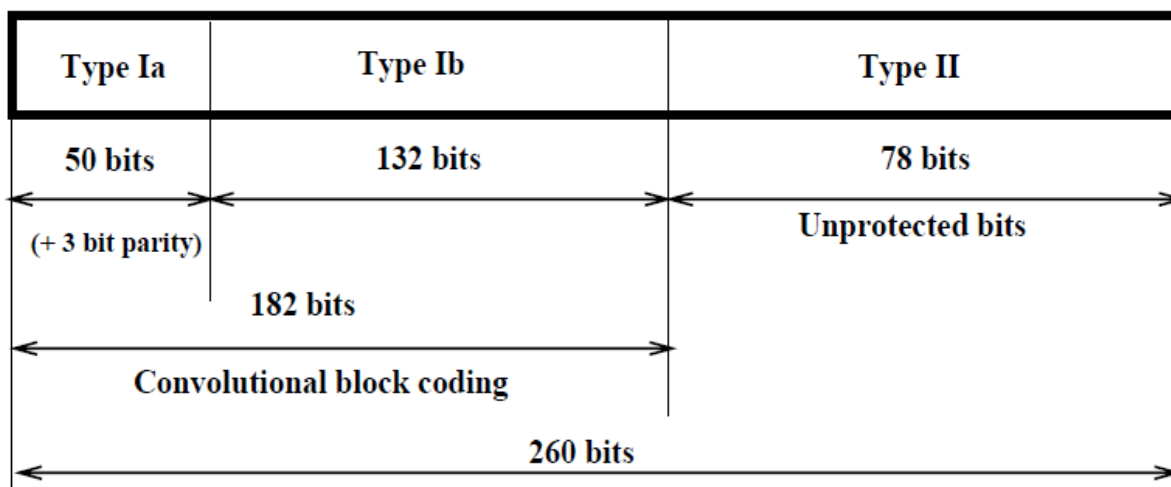 Type Ia
Type Ib
Type II
50 bits
132 bits
78 bits
(+ 3 bit parity)
Unprotected bits
182 bits
Convolutional block coding
260 bits